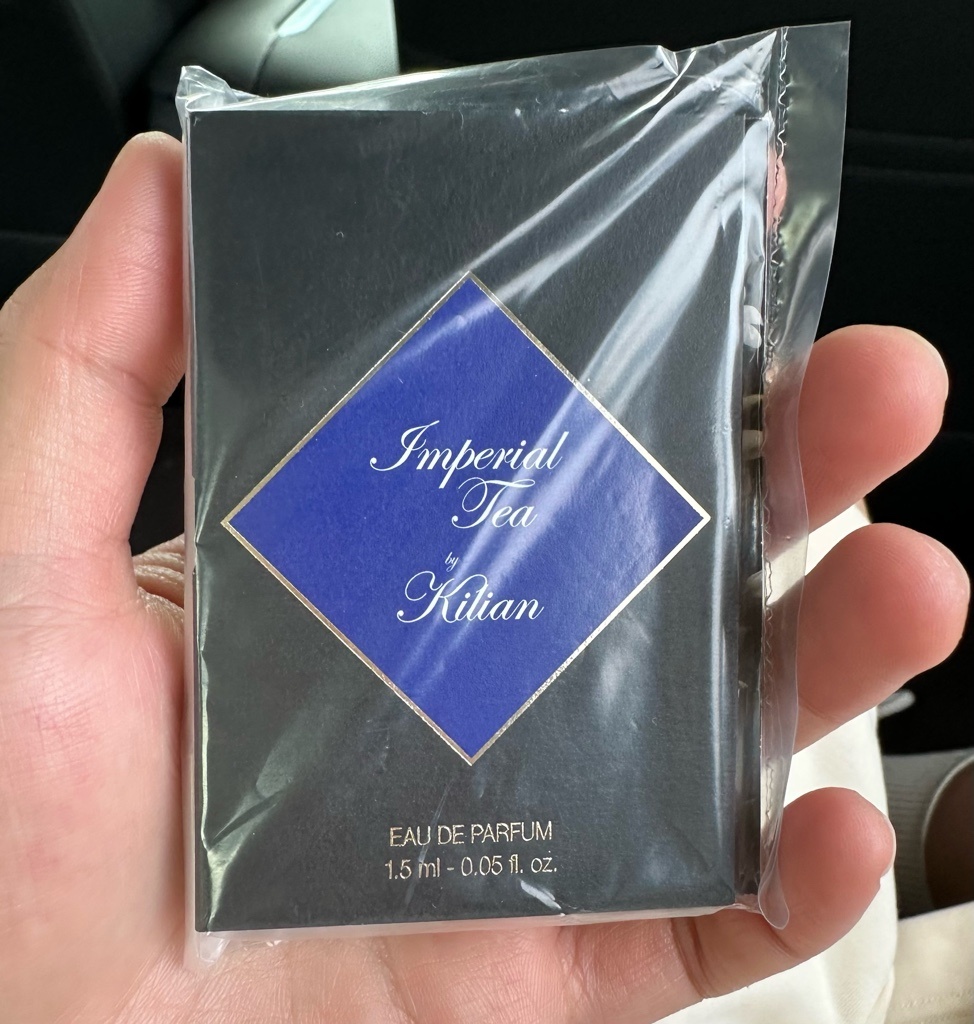 Imperial
Tea
by
Kilian
EAU DE PARFUM
1.5 ml - 0.05 fl. oz.